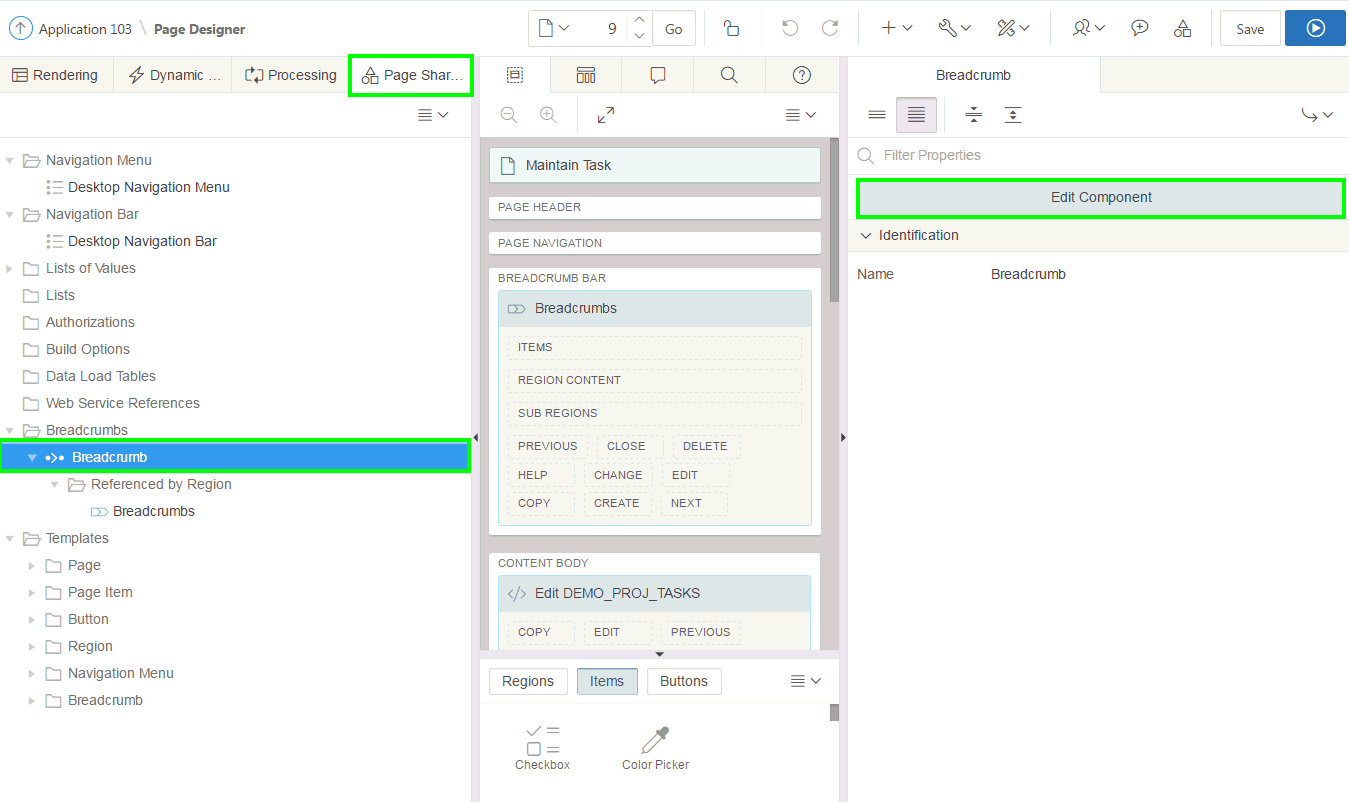 Application 103 \ Page Designer
9
Go
Save
Rendering
Dynamic ...
Processing
Page Shar...
Navigation Menu
Desktop Navigation Menu
Navigation Bar
Desktop Navigation Bar
Lists of Values
Lists
Authorizations
Build Options
Data Load Tables
Web Service References
Breadcrumbs
Breadcrumb
Referenced by Region
Breadcrumbs
Templates
Page
Page Item
Button
Region
Navigation Menu
Breadcrumb
Maintain Task
PAGE HEADER
PAGE NAVIGATION
BREADCRUMB BAR
Breadcrumbs
ITEMS
REGION CONTENT
SUB REGIONS
PREVIOUS CLOSE DELETE
HELP CHANGE EDIT
COPY CREATE NEXT
CONTENT BODY
</> Edit DEMO_PROJ_TASKS
COPY EDIT PREVIOUS
Regions Items Buttons
Checkbox Color Picker
Breadcrumb
Filter Properties
Edit Component
Identification
Name Breadcrumb